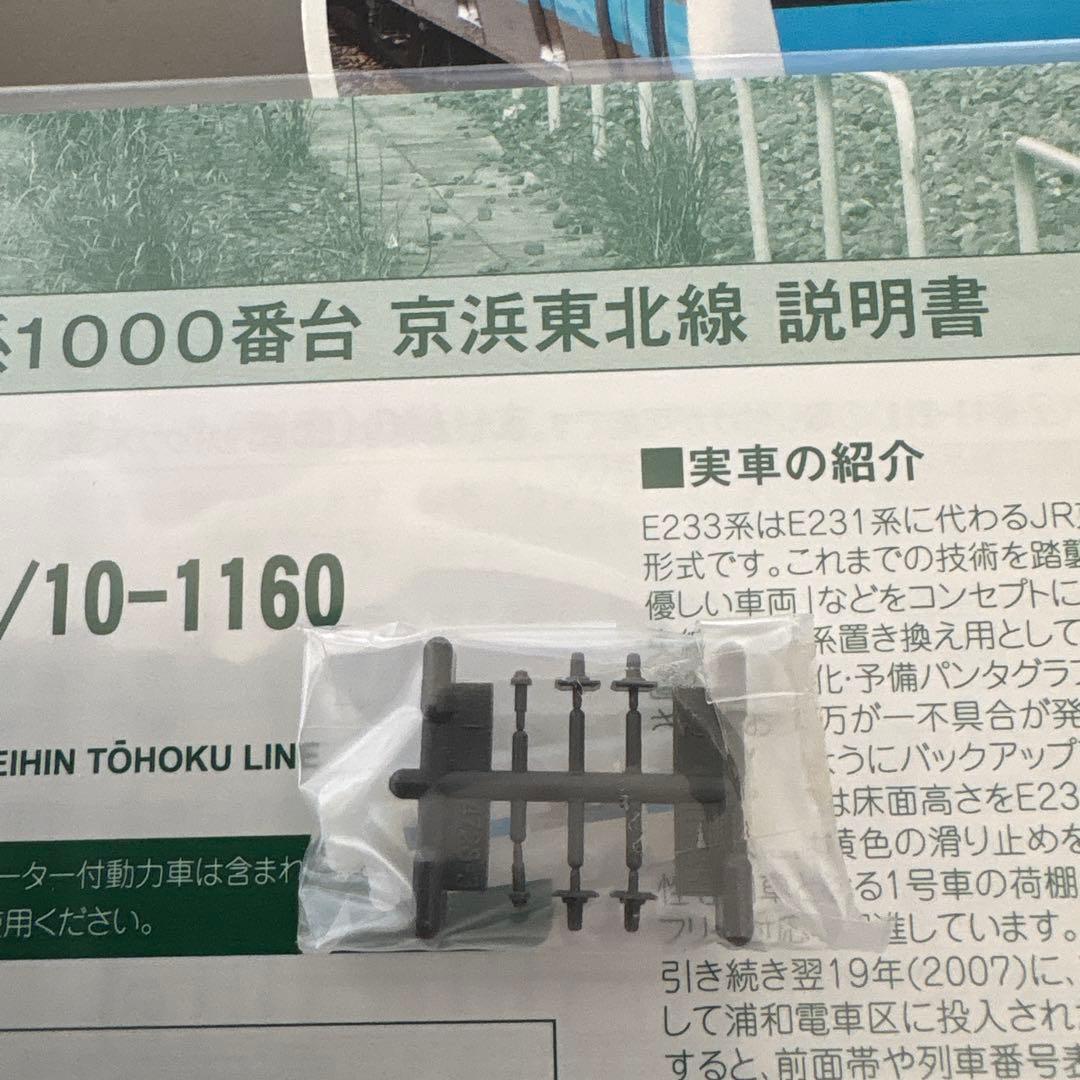 系1000番台 京浜東北線 説明書
/10-1160
EIHIN TŌHOKU LINE
ーター付動力車は含まれ
使用ください。
■実車の紹介
E233系はE231系に代わるJR
形式です。これまでの技術を踏襲
優しい車両」などをコンセプトに
系置き換え用として
化・予備パンタグラフ
万が一不具合が発
ようにバックアップ
は床面高さをE23
黄色の滑り止めを
る1号車の荷棚
進しています。
引き続き翌19年(2007)に、
して浦和電車区に投入され
すると、前面帯や列車番号表